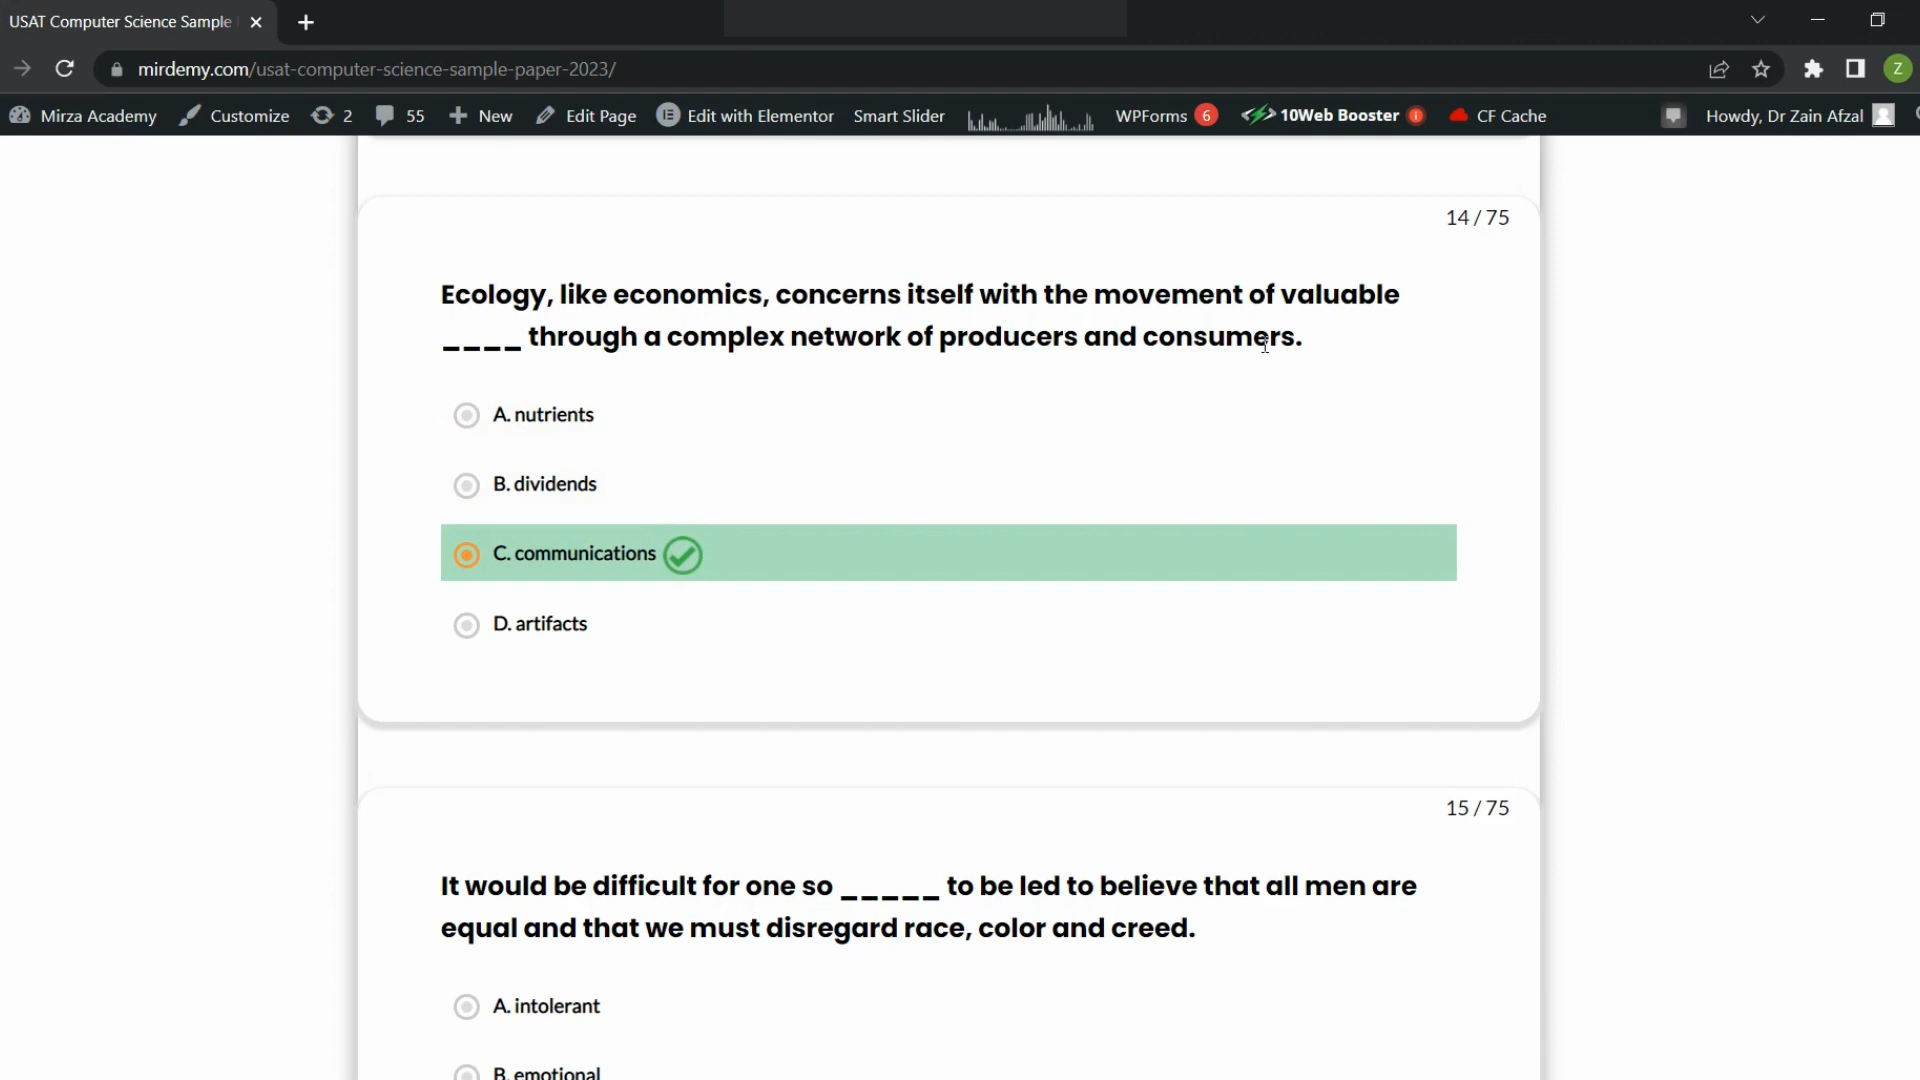 USAT Computer Science Sample
mirdemy.com/usat-computer-science-sample-paper-2023/
Z
Mirza Academy Customize 2 55 New Edit Page Edit with Elementor Smart Slider WPForms 6 10Web Booster CF Cache Howdy, Dr Zain Afzal
14 / 75
Ecology, like economics, concerns itself with the movement of valuable
____ through a complex network of producers and consumers.
A. nutrients
B. dividends
C. communications
D. artifacts
15 / 75
It would be difficult for one so _____ to be led to believe that all men are
equal and that we must disregard race, color and creed.
A. intolerant
B. emotional